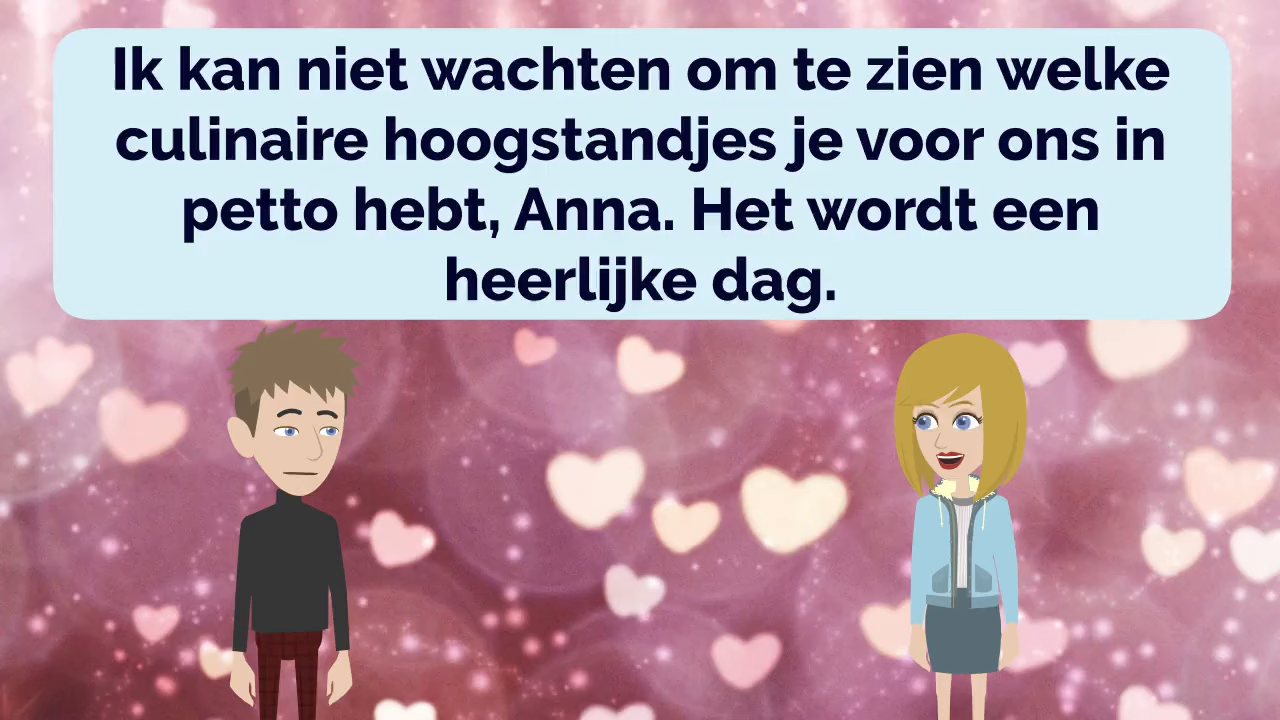 Ik kan niet wachten om te zien welke
culinaire hoogstandjes je voor ons in
petto hebt, Anna. Het wordt een
heerlijke dag.